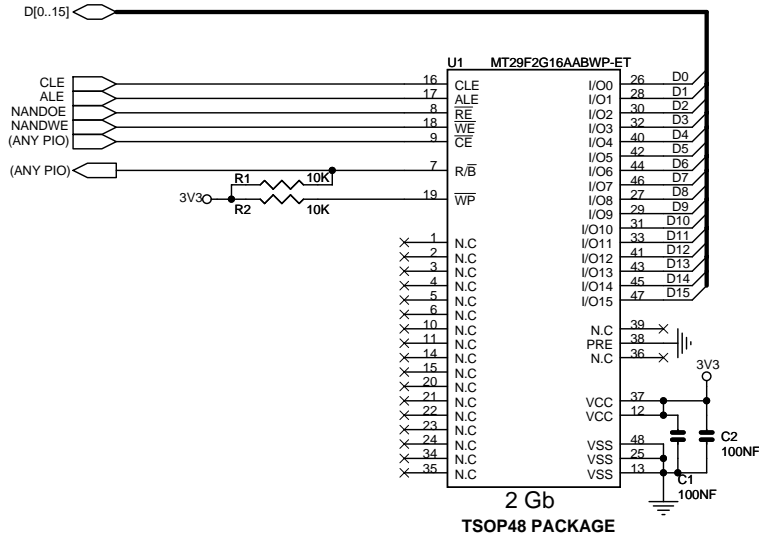 D[0..15]
U1 MT29F2G16AABWP-ET
CLE 16 CLE I/O0 26 D0
ALE 17 ALE I/O1 28 D1
NANDOE 8 RE I/O2 30 D2
NANDWE 18 WE I/O3 32 D3
(ANY PIO) 9 CE I/O4 40 D4
I/O5 42 D5
(ANY PIO) 7 R/B I/O6 44 D6
I/O7 46 D7
R1 10K I/O8 27 D8
3V3 19 WP I/O9 29 D9
R2 10K I/O10 31 D10
1 N.C I/O11 33 D11
2 N.C I/O12 41 D12
3 N.C I/O13 43 D13
4 N.C I/O14 45 D14
5 N.C I/O15 47 D15
6 N.C
10 N.C N.C 39
11 N.C PRE 38
14 N.C N.C 36
15 N.C
20 N.C 3V3
21 N.C VCC 37
22 N.C VCC 12
23 N.C
24 N.C VSS 48 C2
34 N.C VSS 25 100NF
35 N.C VSS 13 C1
100NF
2 Gb
TSOP48 PACKAGE